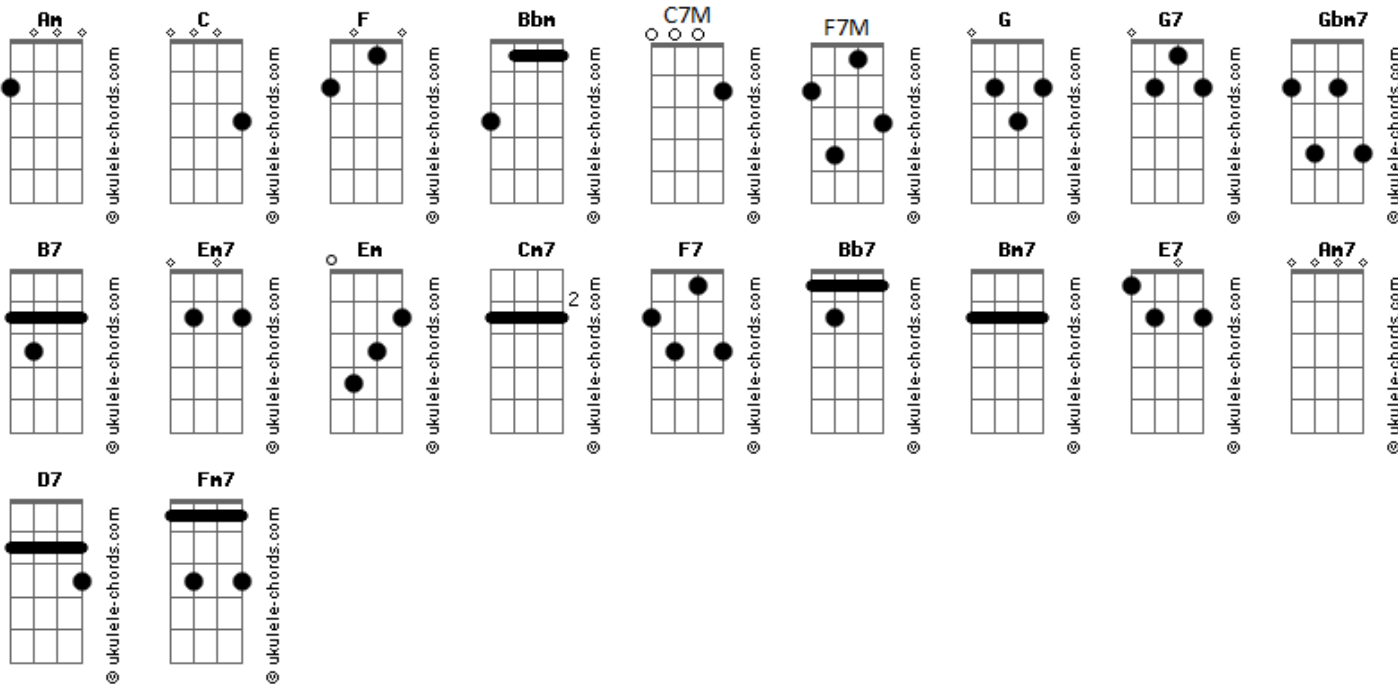 Am C F Bbm C7M F7M G G7 Gbm7
© ukulele-chords.com © ukulele-chords.com © ukulele-chords.com © ukulele-chords.com © ukulele-chords.com © ukulele-chords.com © ukulele-chords.com © ukulele-chords.com © ukulele-chords.com
B7 Em7 Em Cm7 F7 Bb7 Bm7 E7 Am7
2
© ukulele-chords.com © ukulele-chords.com © ukulele-chords.com © ukulele-chords.com © ukulele-chords.com © ukulele-chords.com © ukulele-chords.com © ukulele-chords.com © ukulele-chords.com
D7 Fm7
© ukulele-chords.com © ukulele-chords.com